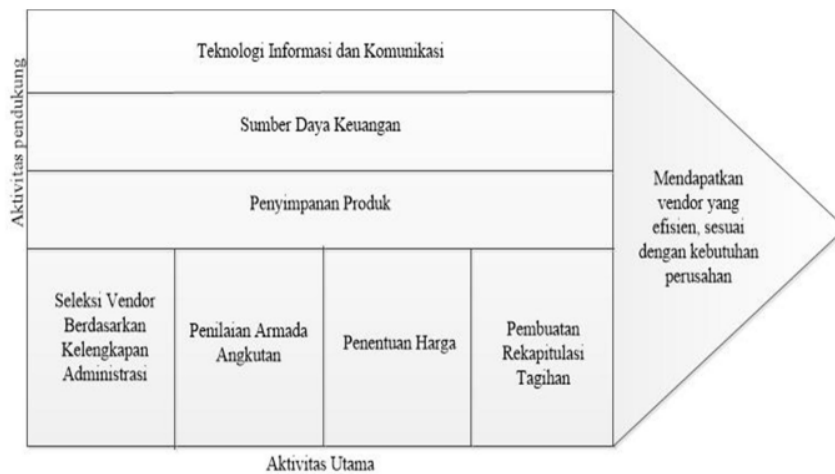 Aktivitas pendukung
Teknologi Informasi dan Komunikasi
Sumber Daya Keuangan
Penyimpanan Produk
Seleksi Vendor
Berdasarkan
Kelengkapan
Administrasi
Penilaian Armada
Angkutan
Penentuan Harga
Pembuatan
Rekapitulasi
Tagihan
Mendapatkan
vendor yang
efisien, sesuai
dengan kebutuhan
perusahan
Aktivitas Utama